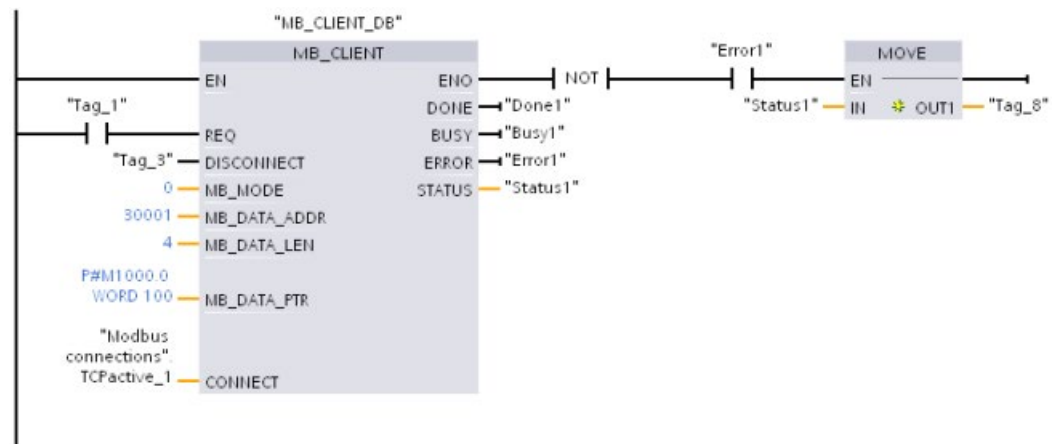 "MB_CLIENT_DB"
MB_CLIENT
"Error1"
MOVE
EN
ENO
NOT
EN
"Tag_1"
DONE
"Done1"
"Status1"
IN
OUT1
"Tag_8"
REQ
BUSY
"Busy1"
"Tag_3"
DISCONNECT
ERROR
"Error1"
0
MB_MODE
STATUS
"Status1"
30001
MB_DATA_ADDR
4
MB_DATA_LEN
P#M1000.0
WORD 100
MB_DATA_PTR
"Modbus
connections".
TCPactive_1
CONNECT